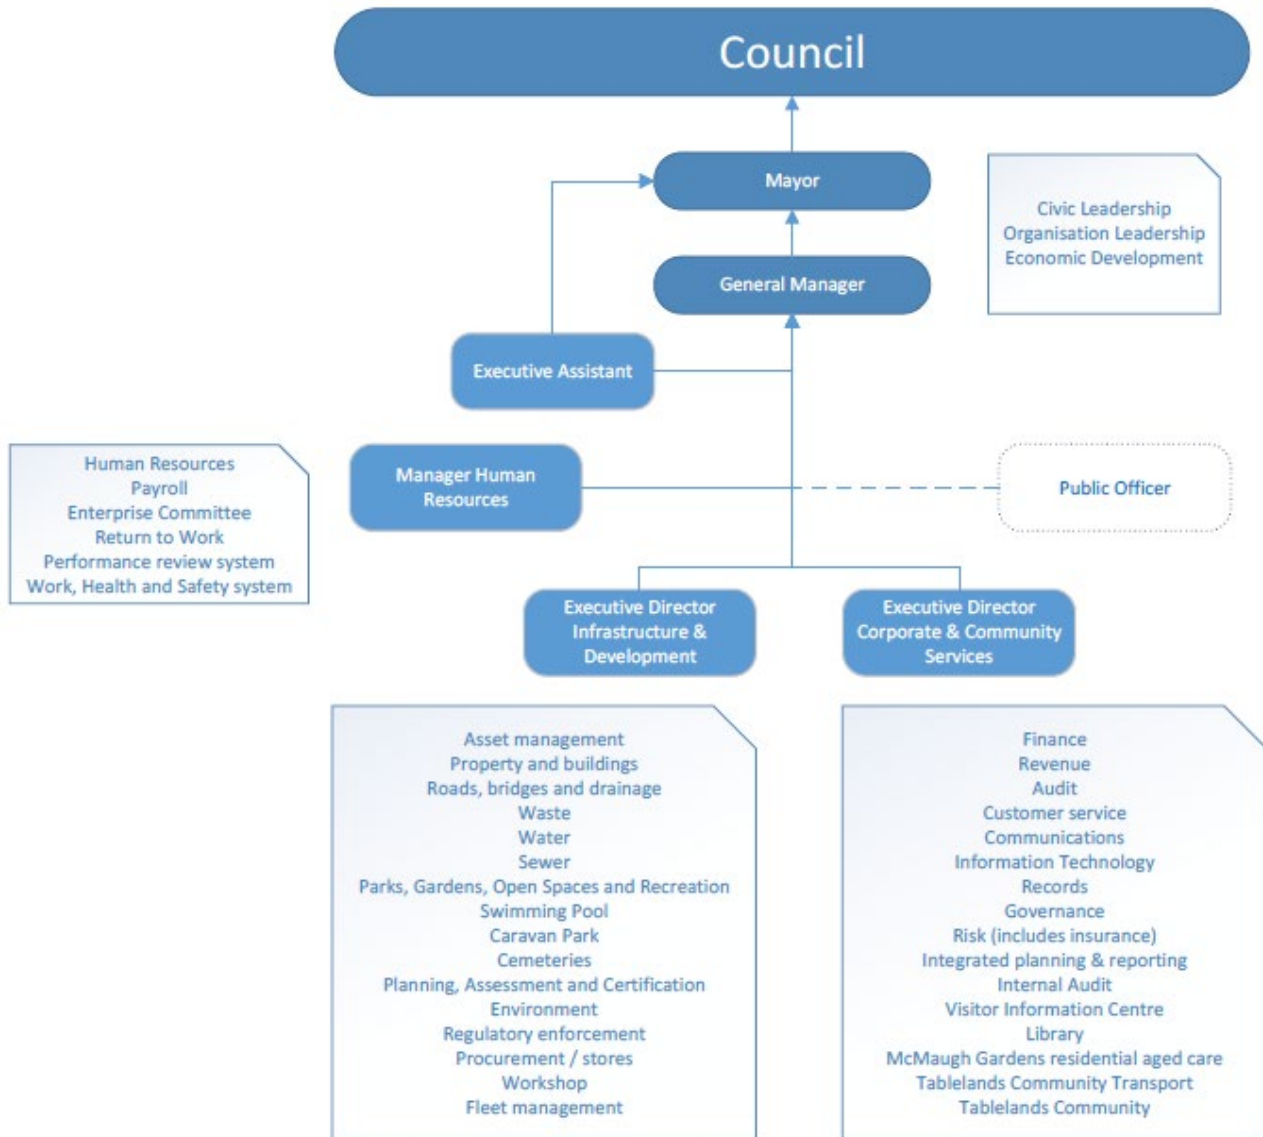 Council
Mayor
Civic Leadership
Organisation Leadership
Economic Development
General Manager
Executive Assistant
Human Resources
Payroll
Enterprise Committee
Return to Work
Performance review system
Work, Health and Safety system
Manager Human
Resources
Public Officer
Executive Director
Infrastructure &
Development
Executive Director
Corporate & Community
Services
Asset management
Property and buildings
Roads, bridges and drainage
Waste
Water
Sewer
Parks, Gardens, Open Spaces and Recreation
Swimming Pool
Caravan Park
Cemeteries
Planning, Assessment and Certification
Environment
Regulatory enforcement
Procurement / stores
Workshop
Fleet management
Finance
Revenue
Audit
Customer service
Communications
Information Technology
Records
Governance
Risk (includes insurance)
Integrated planning & reporting
Internal Audit
Visitor Information Centre
Library
McMaugh Gardens residential aged care
Tablelands Community Transport
Tablelands Community